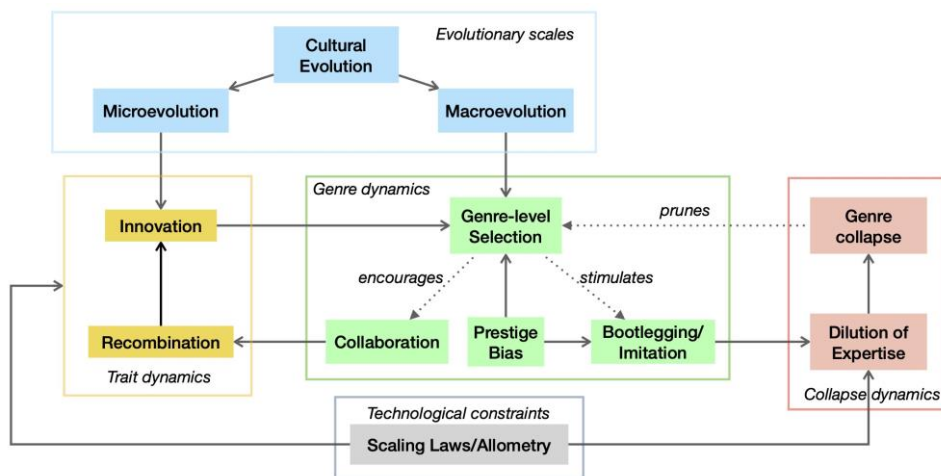 Evolutionary scales
Cultural
Evolution
Microevolution
Macroevolution
Genre dynamics
Innovation
Genre-level
Selection
prunes
Genre
collapse
encourages
stimulates
Recombination
Collaboration
Prestige
Bias
Bootlegging/
Imitation
Dilution of
Expertise
Trait dynamics
Collapse dynamics
Technological constraints
Scaling Laws/Allometry